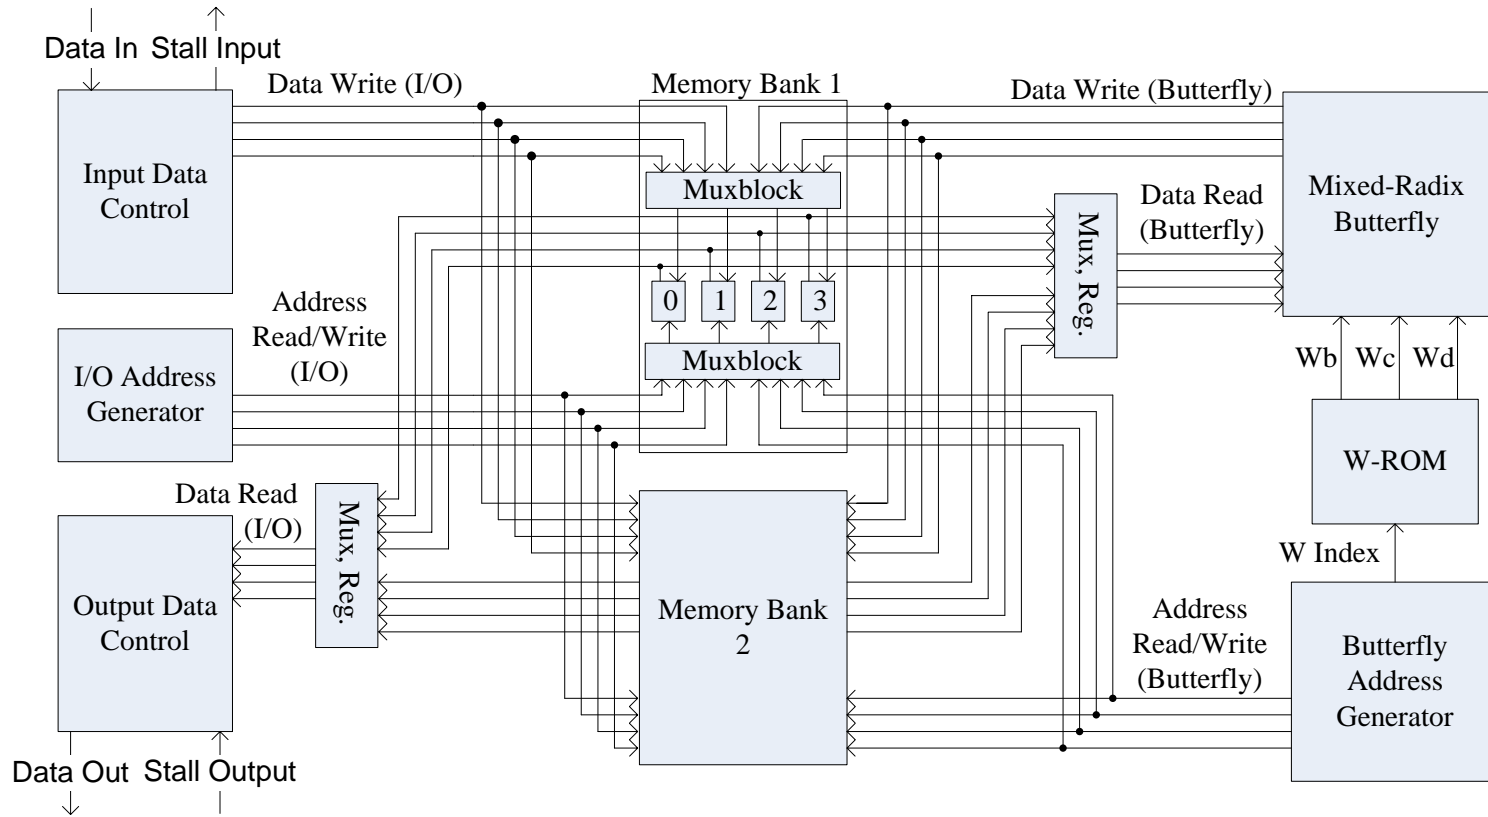 Data In Stall Input
Data Write (I/O)
Memory Bank 1
Data Write (Butterfly)
Input Data
Control
Muxblock
Mixed-Radix
Butterfly
Data Read
(Butterfly)
Mux, Reg.
0 1 2 3
Address
Read/Write
(I/O)
Muxblock
I/O Address
Generator
Wb Wc Wd
W-ROM
Data Read
(I/O)
Mux, Reg.
W Index
Output Data
Control
Memory Bank
2
Address
Read/Write
(Butterfly)
Butterfly
Address
Generator
Data Out Stall Output